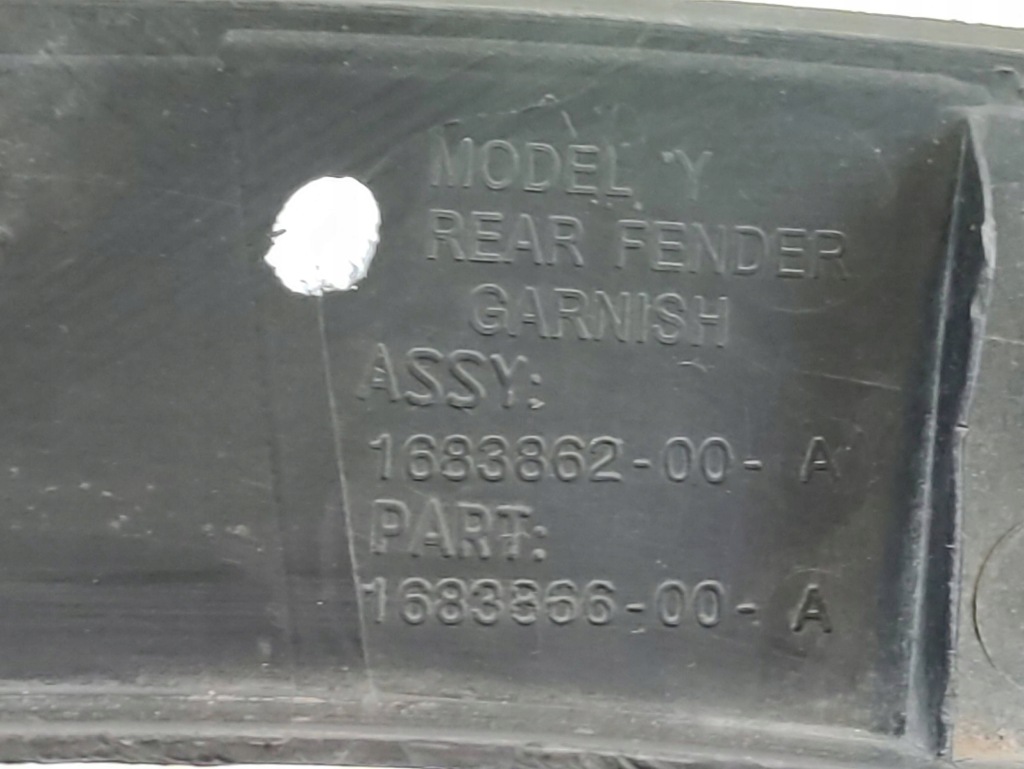 MODEL Y
REAR FENDER
GARNISH
ASSY:
1683862-00- A
PART:
1683866-00- A